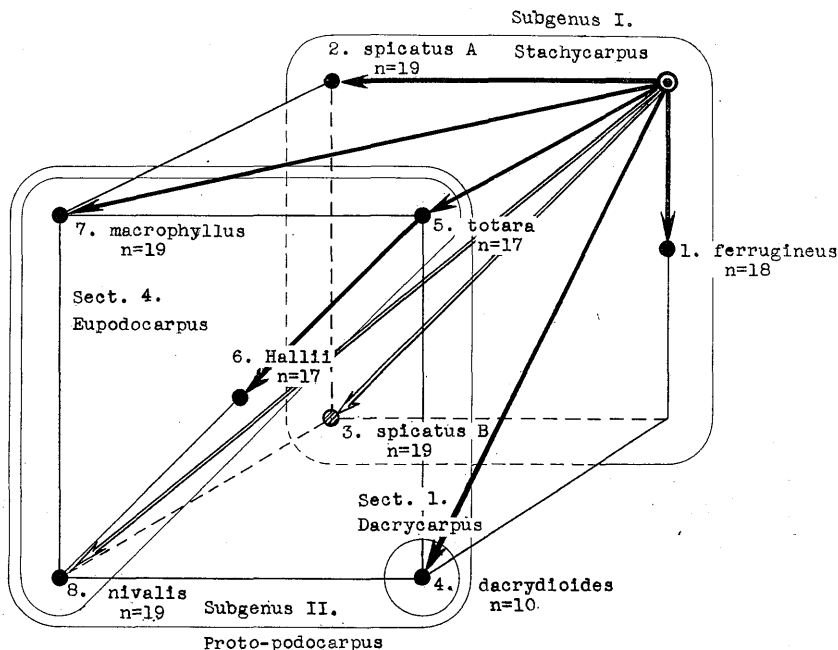 Subgenus I.
Stachycarpus
2. spicatus A
n=19
7. macrophyllus
n=19
5. totara
n=17
1. ferrugineus
n=18
Sect. 4.
Eupodocarpus
6. Hallii
n=17
3. spicatus B
n=19
Sect. 1.
Dacrycarpus
8. nivalis
n=19
4. dacrydioides
n=10.
Subgenus II.
Proto-podocarpus